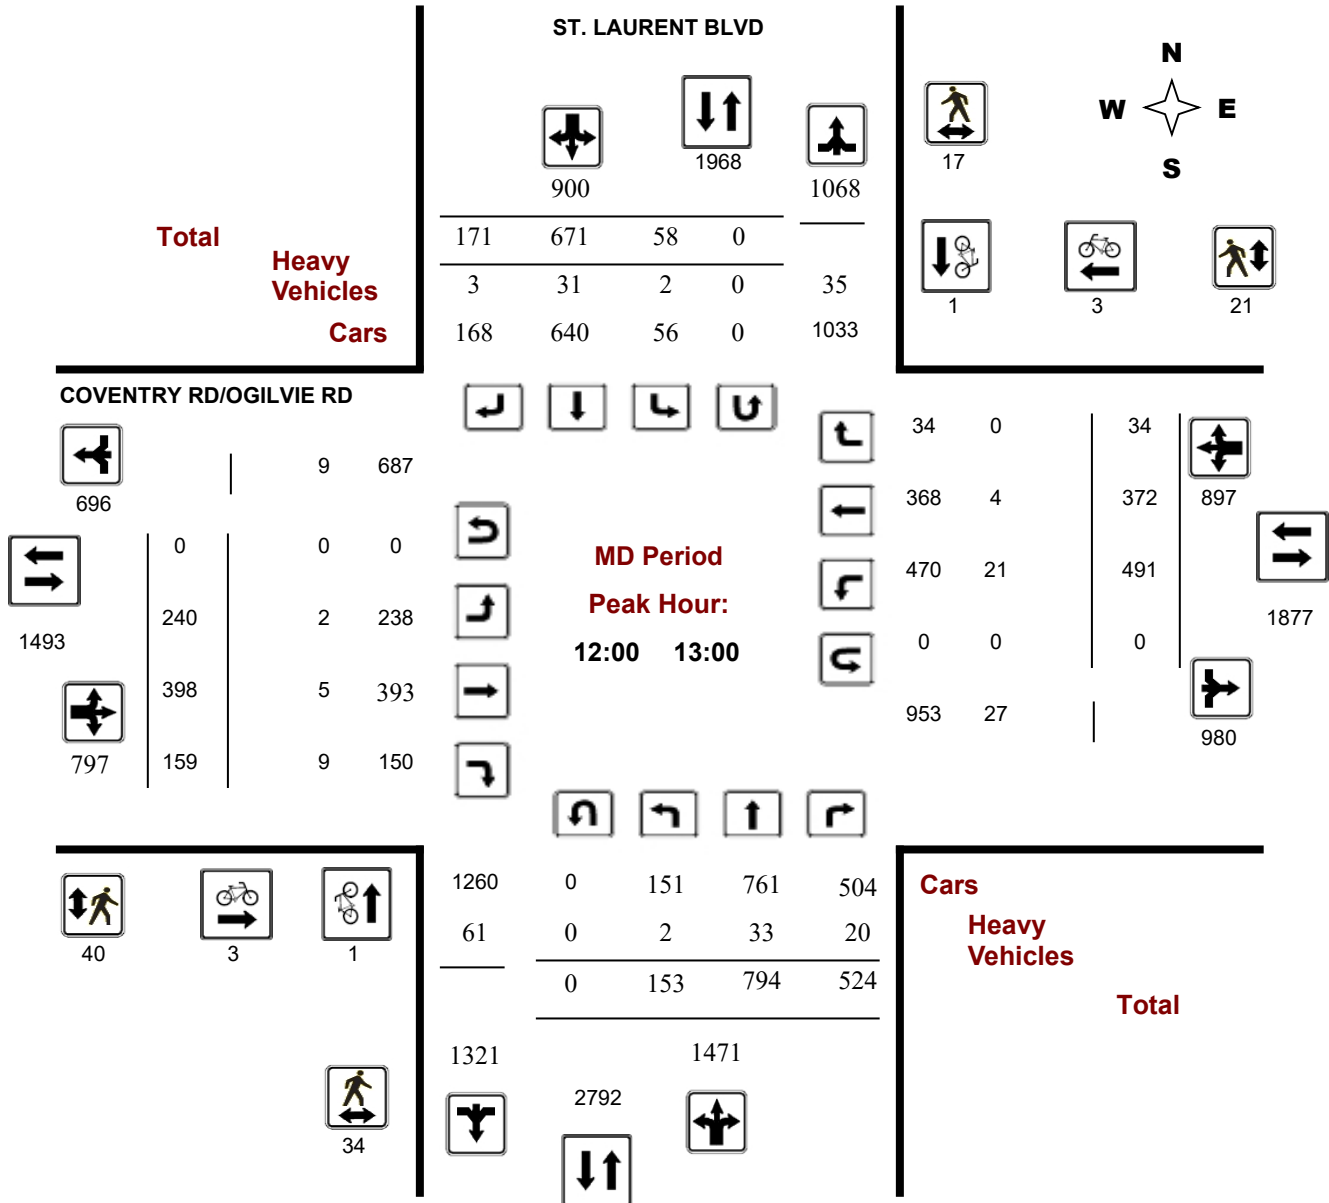 ST. LAURENT BLVD
N
W E
S
1968
17
900
1068
Total
171 671 58 0
Heavy
Vehicles
3 31 2 0 35
1 3 21
Cars
168 640 56 0 1033
COVENTRY RD/OGILVIE RD
34 0 34
9 687
696
368 4 372 897
0 0 0
MD Period
470 21 491
Peak Hour:
240 2 238
1877
1493
12:00 13:00
0 0 0
398 5 393
953 27
980
797 159 9 150
1260 0 151 761 504
Cars
61 0 2 33 20
Heavy
Vehicles
40 3 1
0 153 794 524
Total
1321 1471
2792
34